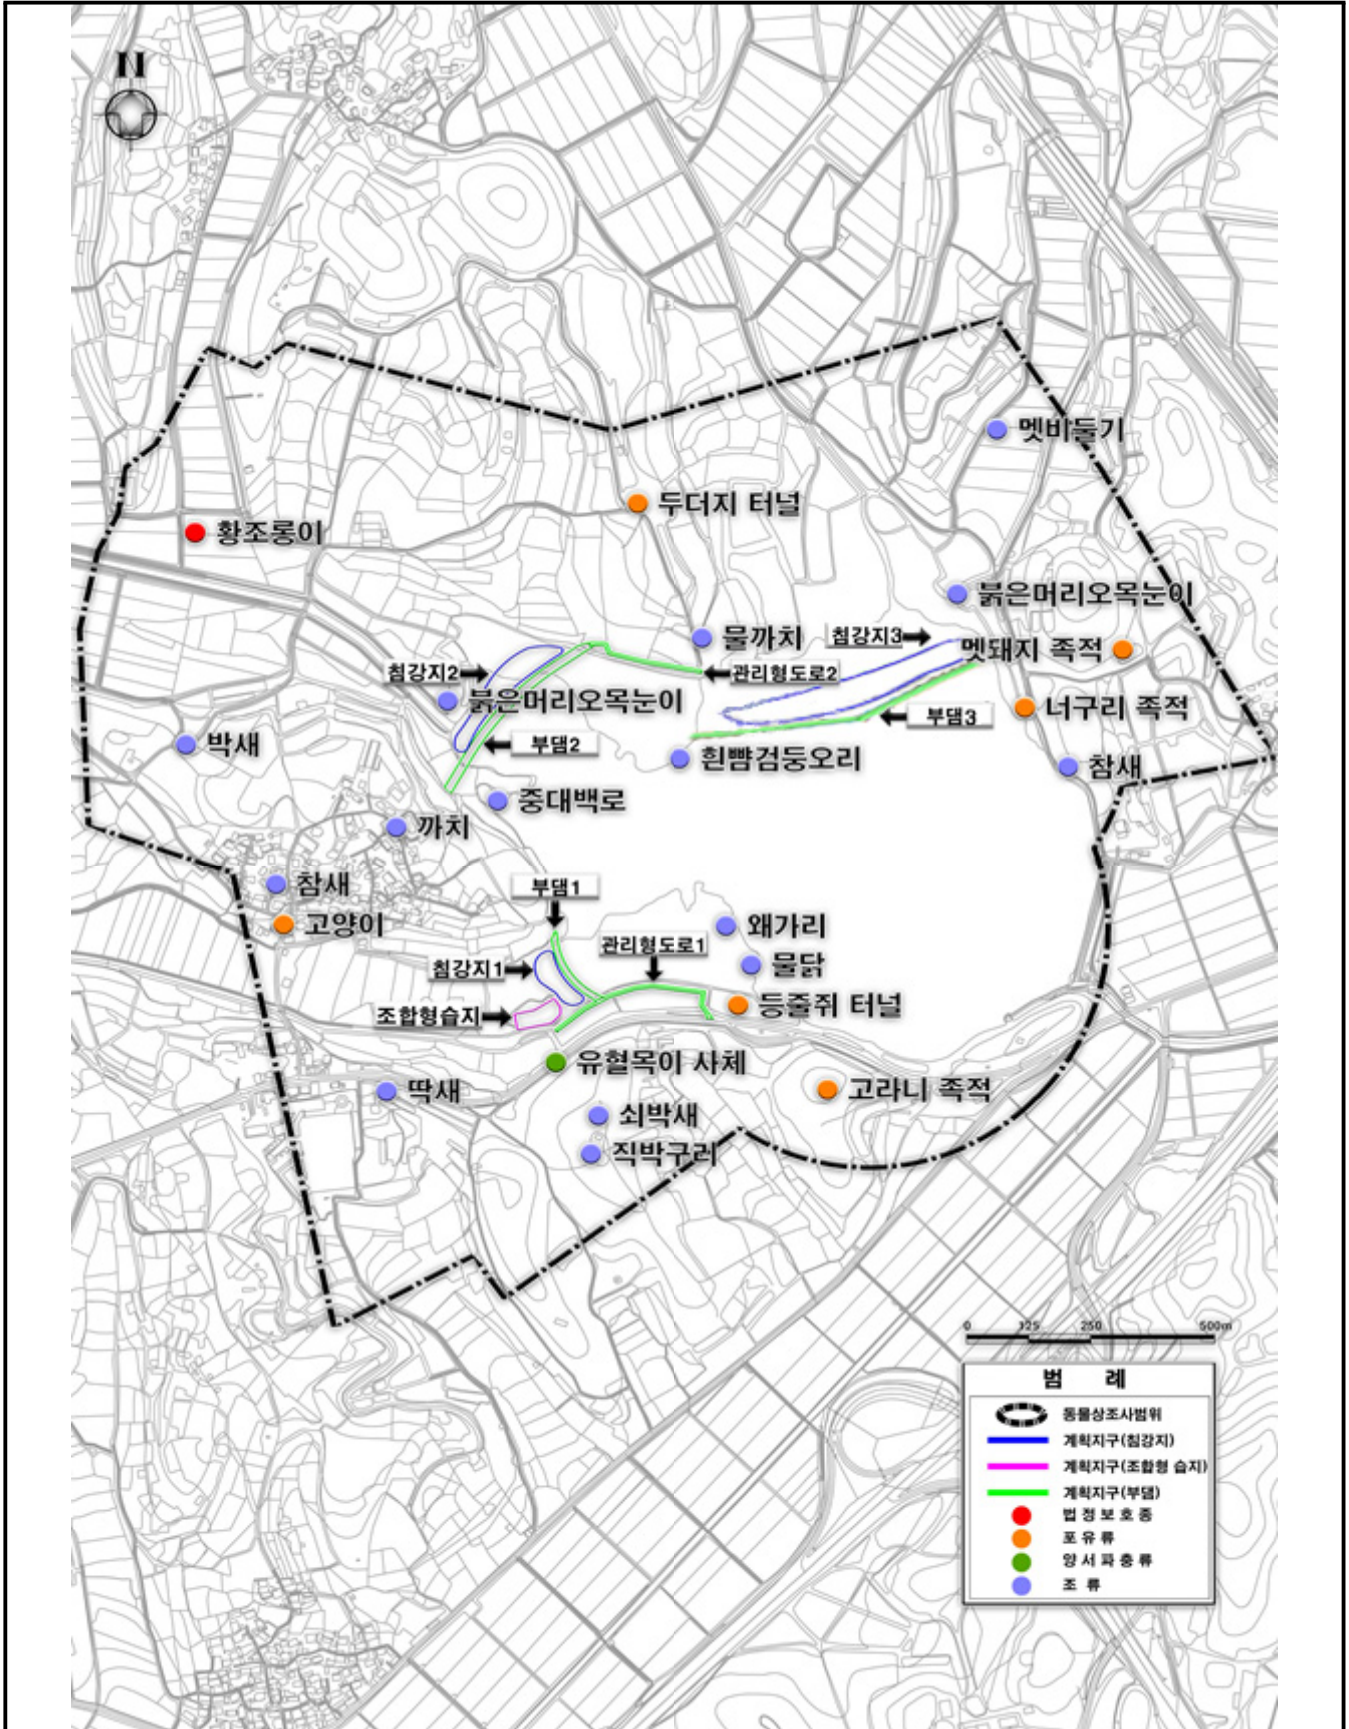 N
멧비둘기
두더지 터널
황조롱이
붉은머리오목눈이
물까치
침강지3
멧돼지 족적
침강지2
관리형도로2
붉은머리오목눈이
너구리 족적
부댐3
박새
부댐2
흰뺨검둥오리
참새
중대백로
까치
참새
부댐1
고양이
왜가리
관리형도로1
침강지1
물닭
등줄쥐 터널
조합형습지
유혈목이 사체
딱새
고라니 족적
쇠박새
직박구리
0 125 250 500m
범 례
동물상조사범위
계획지구(침강지)
계획지구(조합형 습지)
계획지구(부댐)
법정보호종
포유류
양서파충류
조류